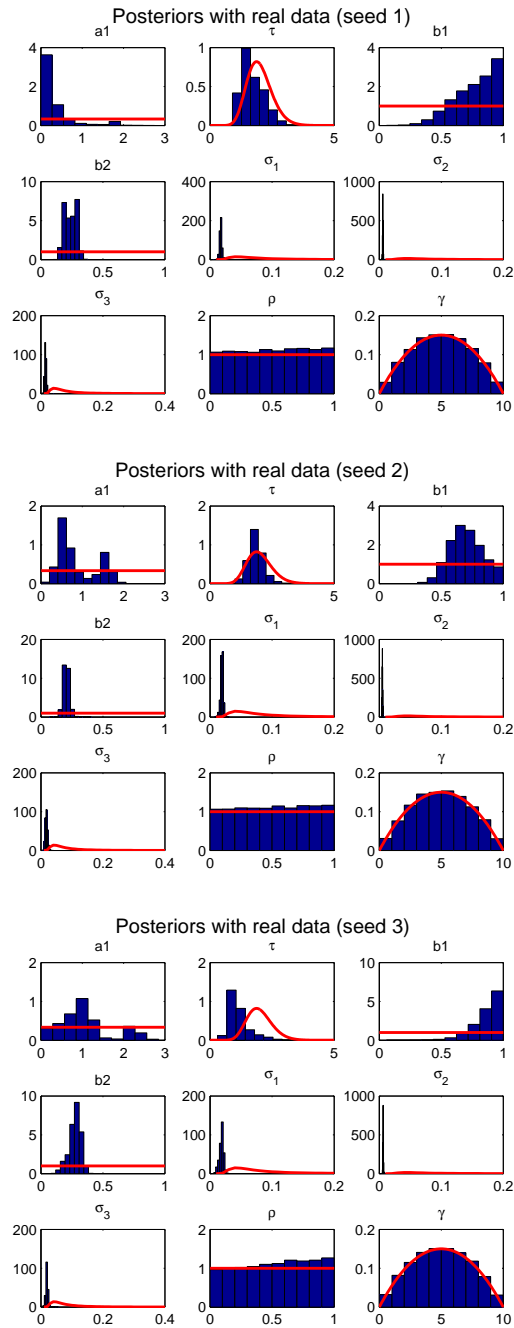 Posteriors with real data (seed 1)
a1 τ b1
4 2 0 0 1 2 3
1 0.5 0 0 5
4 2 0 0 0.5 1
b2 σ1 σ2
10 5 0 0 1
400 200 0 0 0.1 0.2
1000 500 0 0 0.1 0.2
σ3 ρ γ
200 100 0 0 0.2 0.4
2 1 0 0 0.5 1
0.2 0.1 0 0 5 10
Posteriors with real data (seed 2)
a1 τ b1
2 1 0 0 1 2 3
2 1 0 0 5
4 2 0 0 0.5 1
b2 σ1 σ2
20 10 0 0 1
200 100 0 0 0.1 0.2
1000 500 0 0 0.1 0.2
σ3 ρ γ
200 100 0 0 0.2 0.4
2 1 0 0 0.5 1
0.2 0.1 0 0 5 10
Posteriors with real data (seed 3)
a1 τ b1
2 1 0 0 1 2 3
2 1 0 0 5
10 5 0 0 0.5 1
b2 σ1 σ2
10 5 0 0 1
200 100 0 0 0.1 0.2
1000 500 0 0 0.1 0.2
σ3 ρ γ
200 100 0 0 0.2 0.4
2 1 0 0 0.5 1
0.2 0.1 0 0 5 10